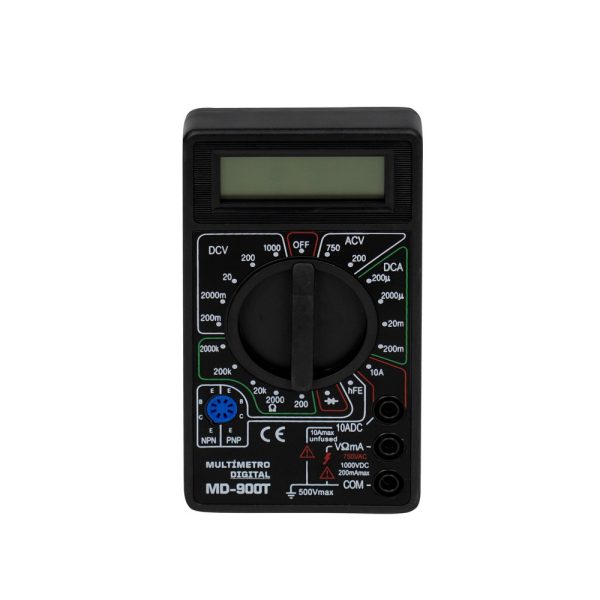 DCV 1000 OFF 750 ACV
200 200 DCA
20 200µ
2000m 2000µ
200m 20m
2000k 200m
200k 10A
20k 2000 Ω 200 hFE
E E
B B
C C
E E
NPN PNP
CE
10Amax
unfused
10ADC
VΩmA
750VAC
1000VDC
200mAmax
COM
500Vmax
MULTÍMETRO
DIGITAL
MD-900T